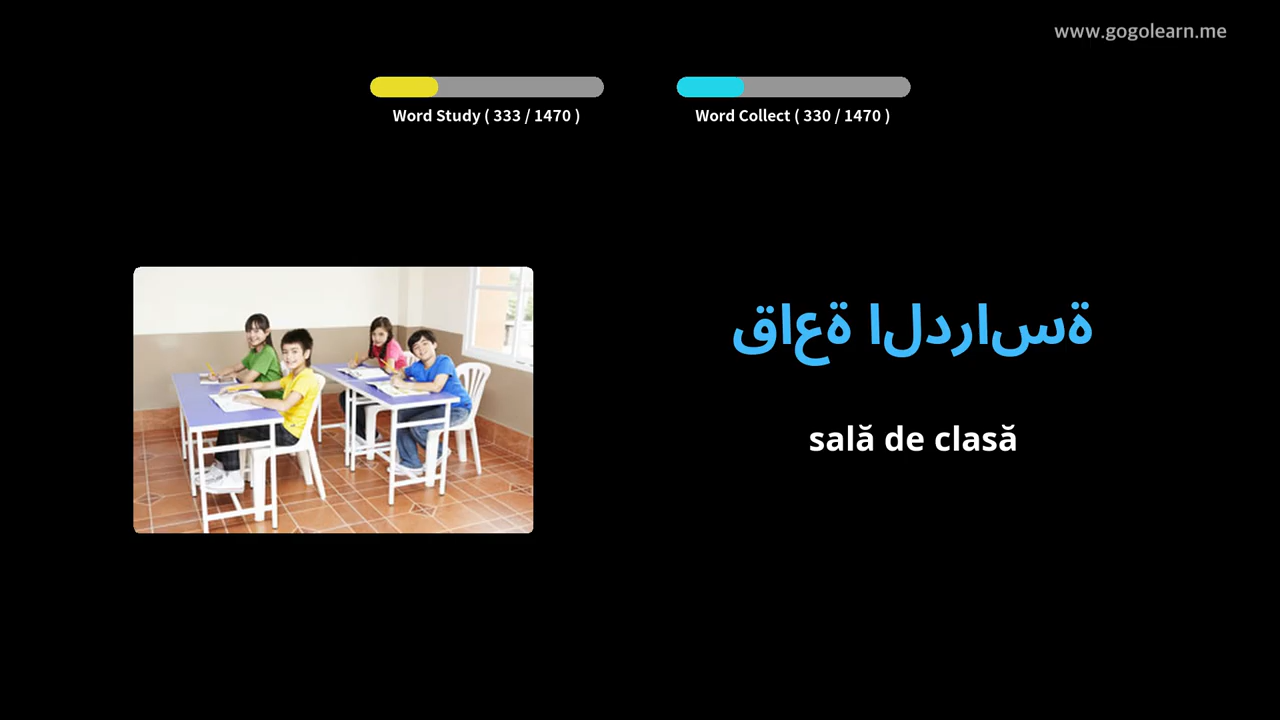 www.gogolearn.me
Word Study ( 333 / 1470 )
Word Collect ( 330 / 1470 )
قاعة الدراسة
sală de clasă